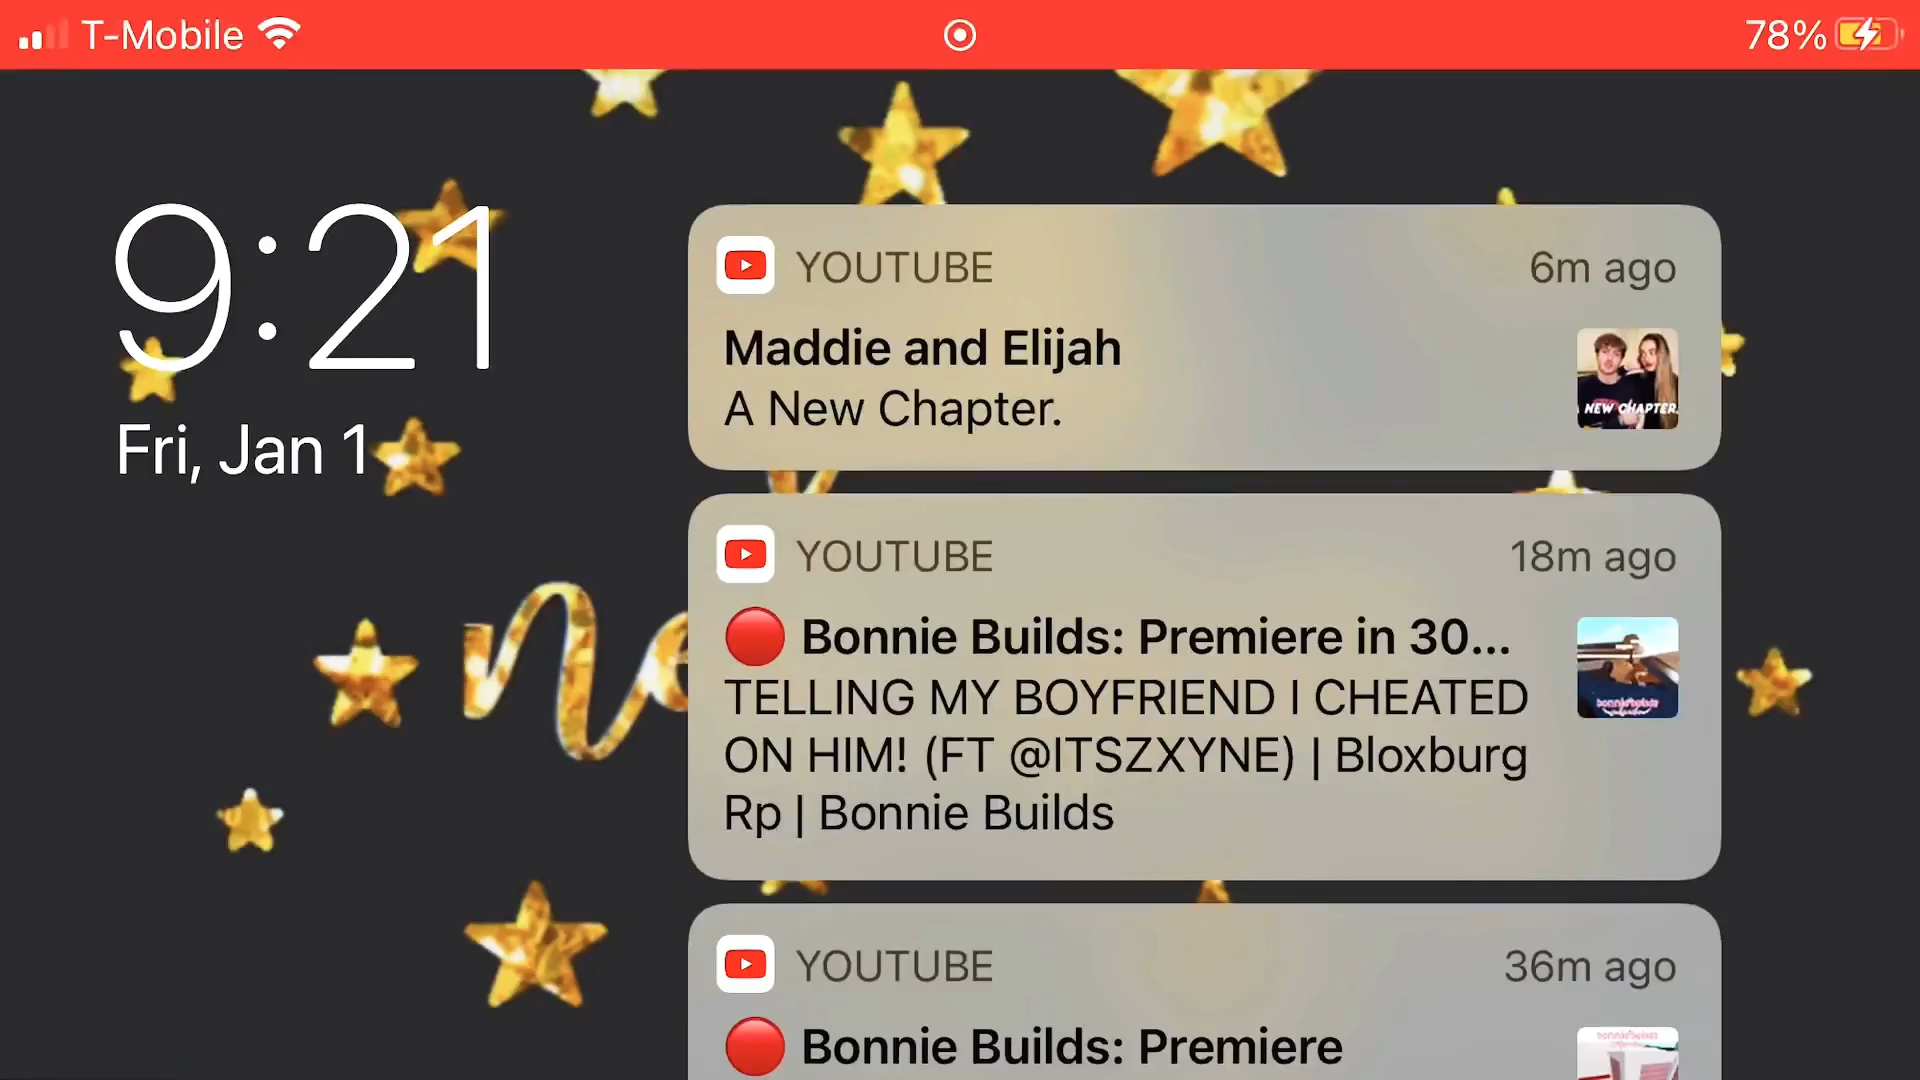 T-Mobile
78%
9:21
Fri, Jan 1
YOUTUBE
6m ago
Maddie and Elijah
A New Chapter.
NEW CHAPTER.
YOUTUBE
18m ago
🔴 Bonnie Builds: Premiere in 30...
TELLING MY BOYFRIEND I CHEATED
ON HIM! (FT @ITSZXYNE) | Bloxburg
Rp | Bonnie Builds
YOUTUBE
36m ago
🔴 Bonnie Builds: Premiere